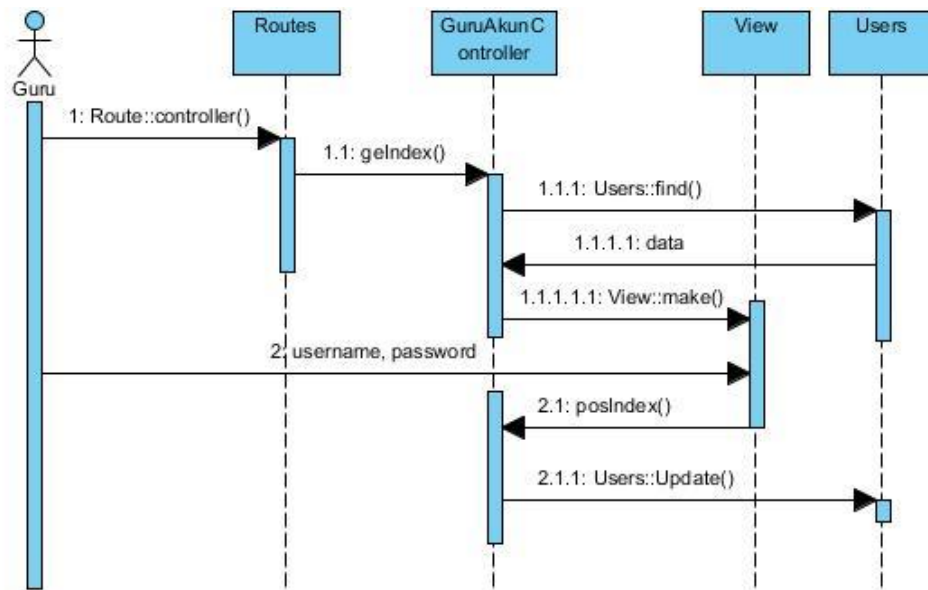 Routes
GuruAkunC
ontroller
View
Users
Guru
1: Route::controller()
1.1: geIndex()
1.1.1: Users::find()
1.1.1.1: data
1.1.1.1.1: View::make()
2: username, password
2.1: posIndex()
2.1.1: Users::Update()